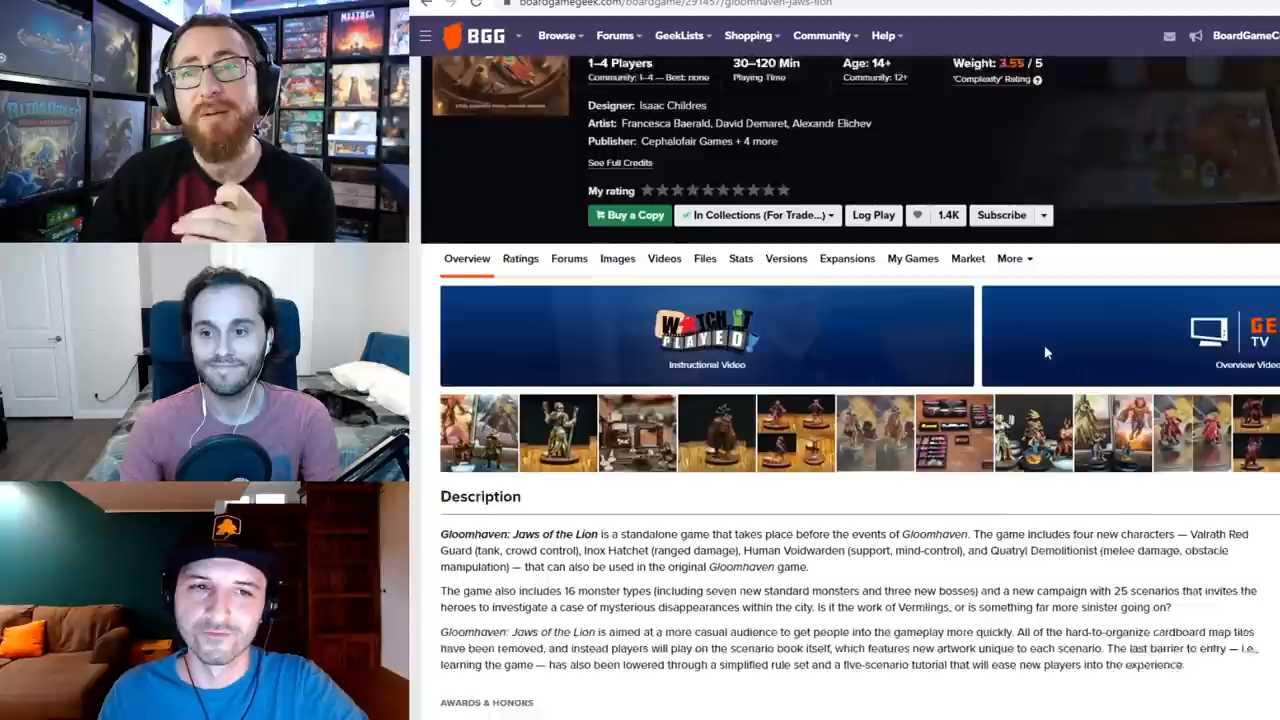 boardgamegeek.com/boardgame/291457/gloomhaven-jaws-lion
BGG Browse Forums GeekLists Shopping Community Help BoardGameCo
1–4 Players 30–120 Min Age: 14+ Weight: 3.55 / 5
Community: 1–4 — Best: none Playing Time Community: 12+ 'Complexity' Rating
Designer: Isaac Childres
Artist: Francesca Baerald, David Demaret, Alexandr Elichev
Publisher: Cephalofair Games + 4 more
See Full Credits
My rating
Buy a Copy In Collections (For Trade...) Log Play 1.4K Subscribe
Overview Ratings Forums Images Videos Files Stats Versions Expansions My Games Market More
WATCH IT PLAYED
Instructional Video
GE
TV
Overview Video
Description
Gloomhaven: Jaws of the Lion is a standalone game that takes place before the events of Gloomhaven. The game includes four new characters — Valrath Red
Guard (tank, crowd control), Inox Hatchet (ranged damage), Human Voidwarden (support, mind-control), and Quatryl Demolitionist (melee damage, obstacle
manipulation) — that can also be used in the original Gloomhaven game.
The game also includes 16 monster types (including seven new standard monsters and three new bosses) and a new campaign with 25 scenarios that invites the
heroes to investigate a case of mysterious disappearances within the city. Is it the work of Vermlings, or is something far more sinister going on?
Gloomhaven: Jaws of the Lion is aimed at a more casual audience to get people into the gameplay more quickly. All of the hard-to-organize cardboard map tiles
have been removed, and instead players will play on the scenario book itself, which features new artwork unique to each scenario. The last barrier to entry — i.e.,
learning the game — has also been lowered through a simplified rule set and a five-scenario tutorial that will ease new players into the experience.
AWARDS & HONORS